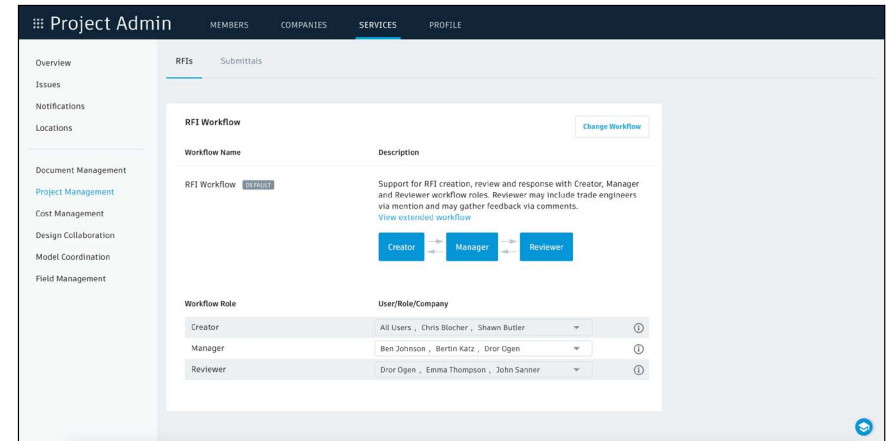 Project Admin MEMBERS COMPANIES SERVICES PROFILE
Overview
Issues
Notifications
Locations
Document Management
Project Management
Cost Management
Design Collaboration
Model Coordination
Field Management
RFIs Submittals
RFI Workflow Change Workflow
Workflow Name Description
RFI Workflow DEFAULT
Support for RFI creation, review and response with Creator, Manager
and Reviewer workflow roles. Reviewer may include trade engineers
via mention and may gather feedback via comments.
View extended workflow
Creator Manager Reviewer
Workflow Role User/Role/Company
Creator All Users , Chris Blocher , Shawn Butler
Manager Ben Johnson , Bertin Katz , Dror Ogen
Reviewer Dror Ogen , Emma Thompson , John Sanner